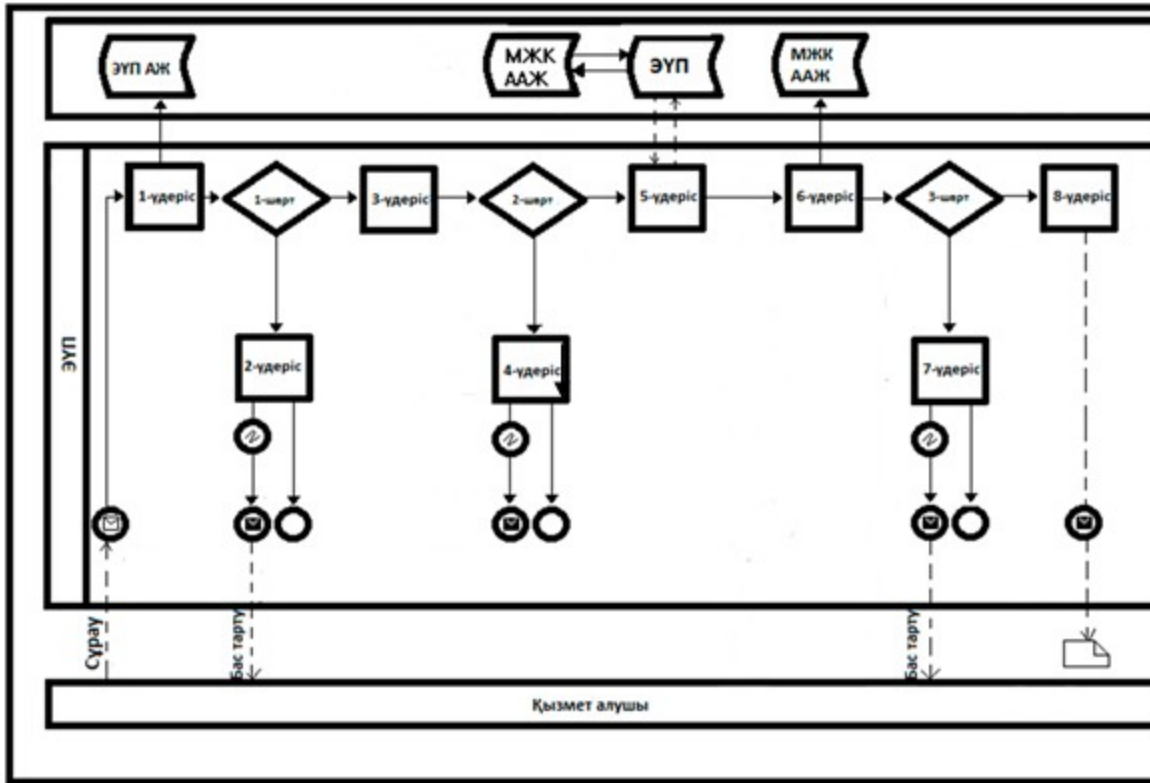 ЭҮП АЖ
МЖК
ААЖ
ЭҮП
МЖК
ААЖ
ЭҮП
1-үдеріс
1-шарт
3-үдеріс
2-шарт
5-үдеріс
6-үдеріс
3-шарт
8-үдеріс
2-үдеріс
4-үдеріс
7-үдеріс
Сұрау
Бас тарту
Бас тарту
Қызмет алушы